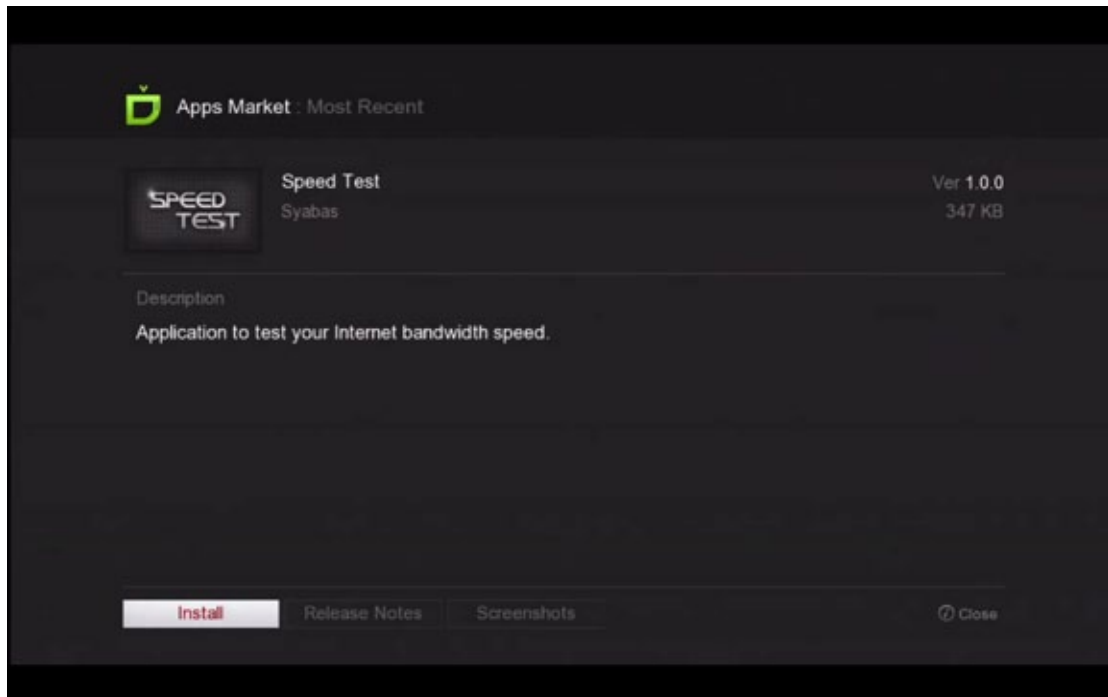 Apps Market : Most Recent
SPEED
TEST
Speed Test
Ver 1.0.0
Syabas
347 KB
Description
Application to test your Internet bandwidth speed.
Install
Release Notes
Screenshots
Close